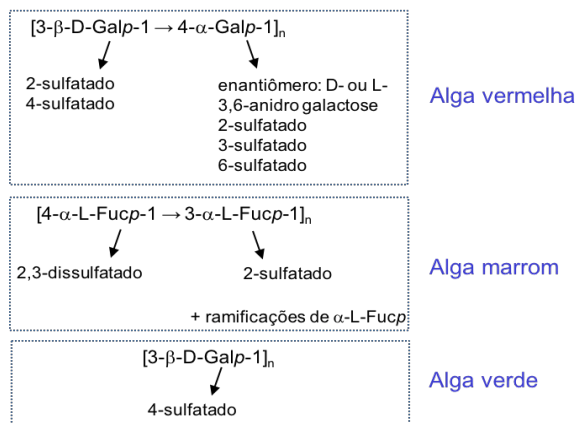 [3-β-D-Galp-1 → 4-α-Galp-1]n
2-sulfatado
4-sulfatado
enantiômero: D- ou L-
3,6-anidro galactose
2-sulfatado
3-sulfatado
6-sulfatado
Alga vermelha
[4-α-L-Fucp-1 → 3-α-L-Fucp-1]n
2,3-dissulfatado
2-sulfatado
+ ramificações de α-L-Fucp
Alga marrom
[3-β-D-Galp-1]n
4-sulfatado
Alga verde